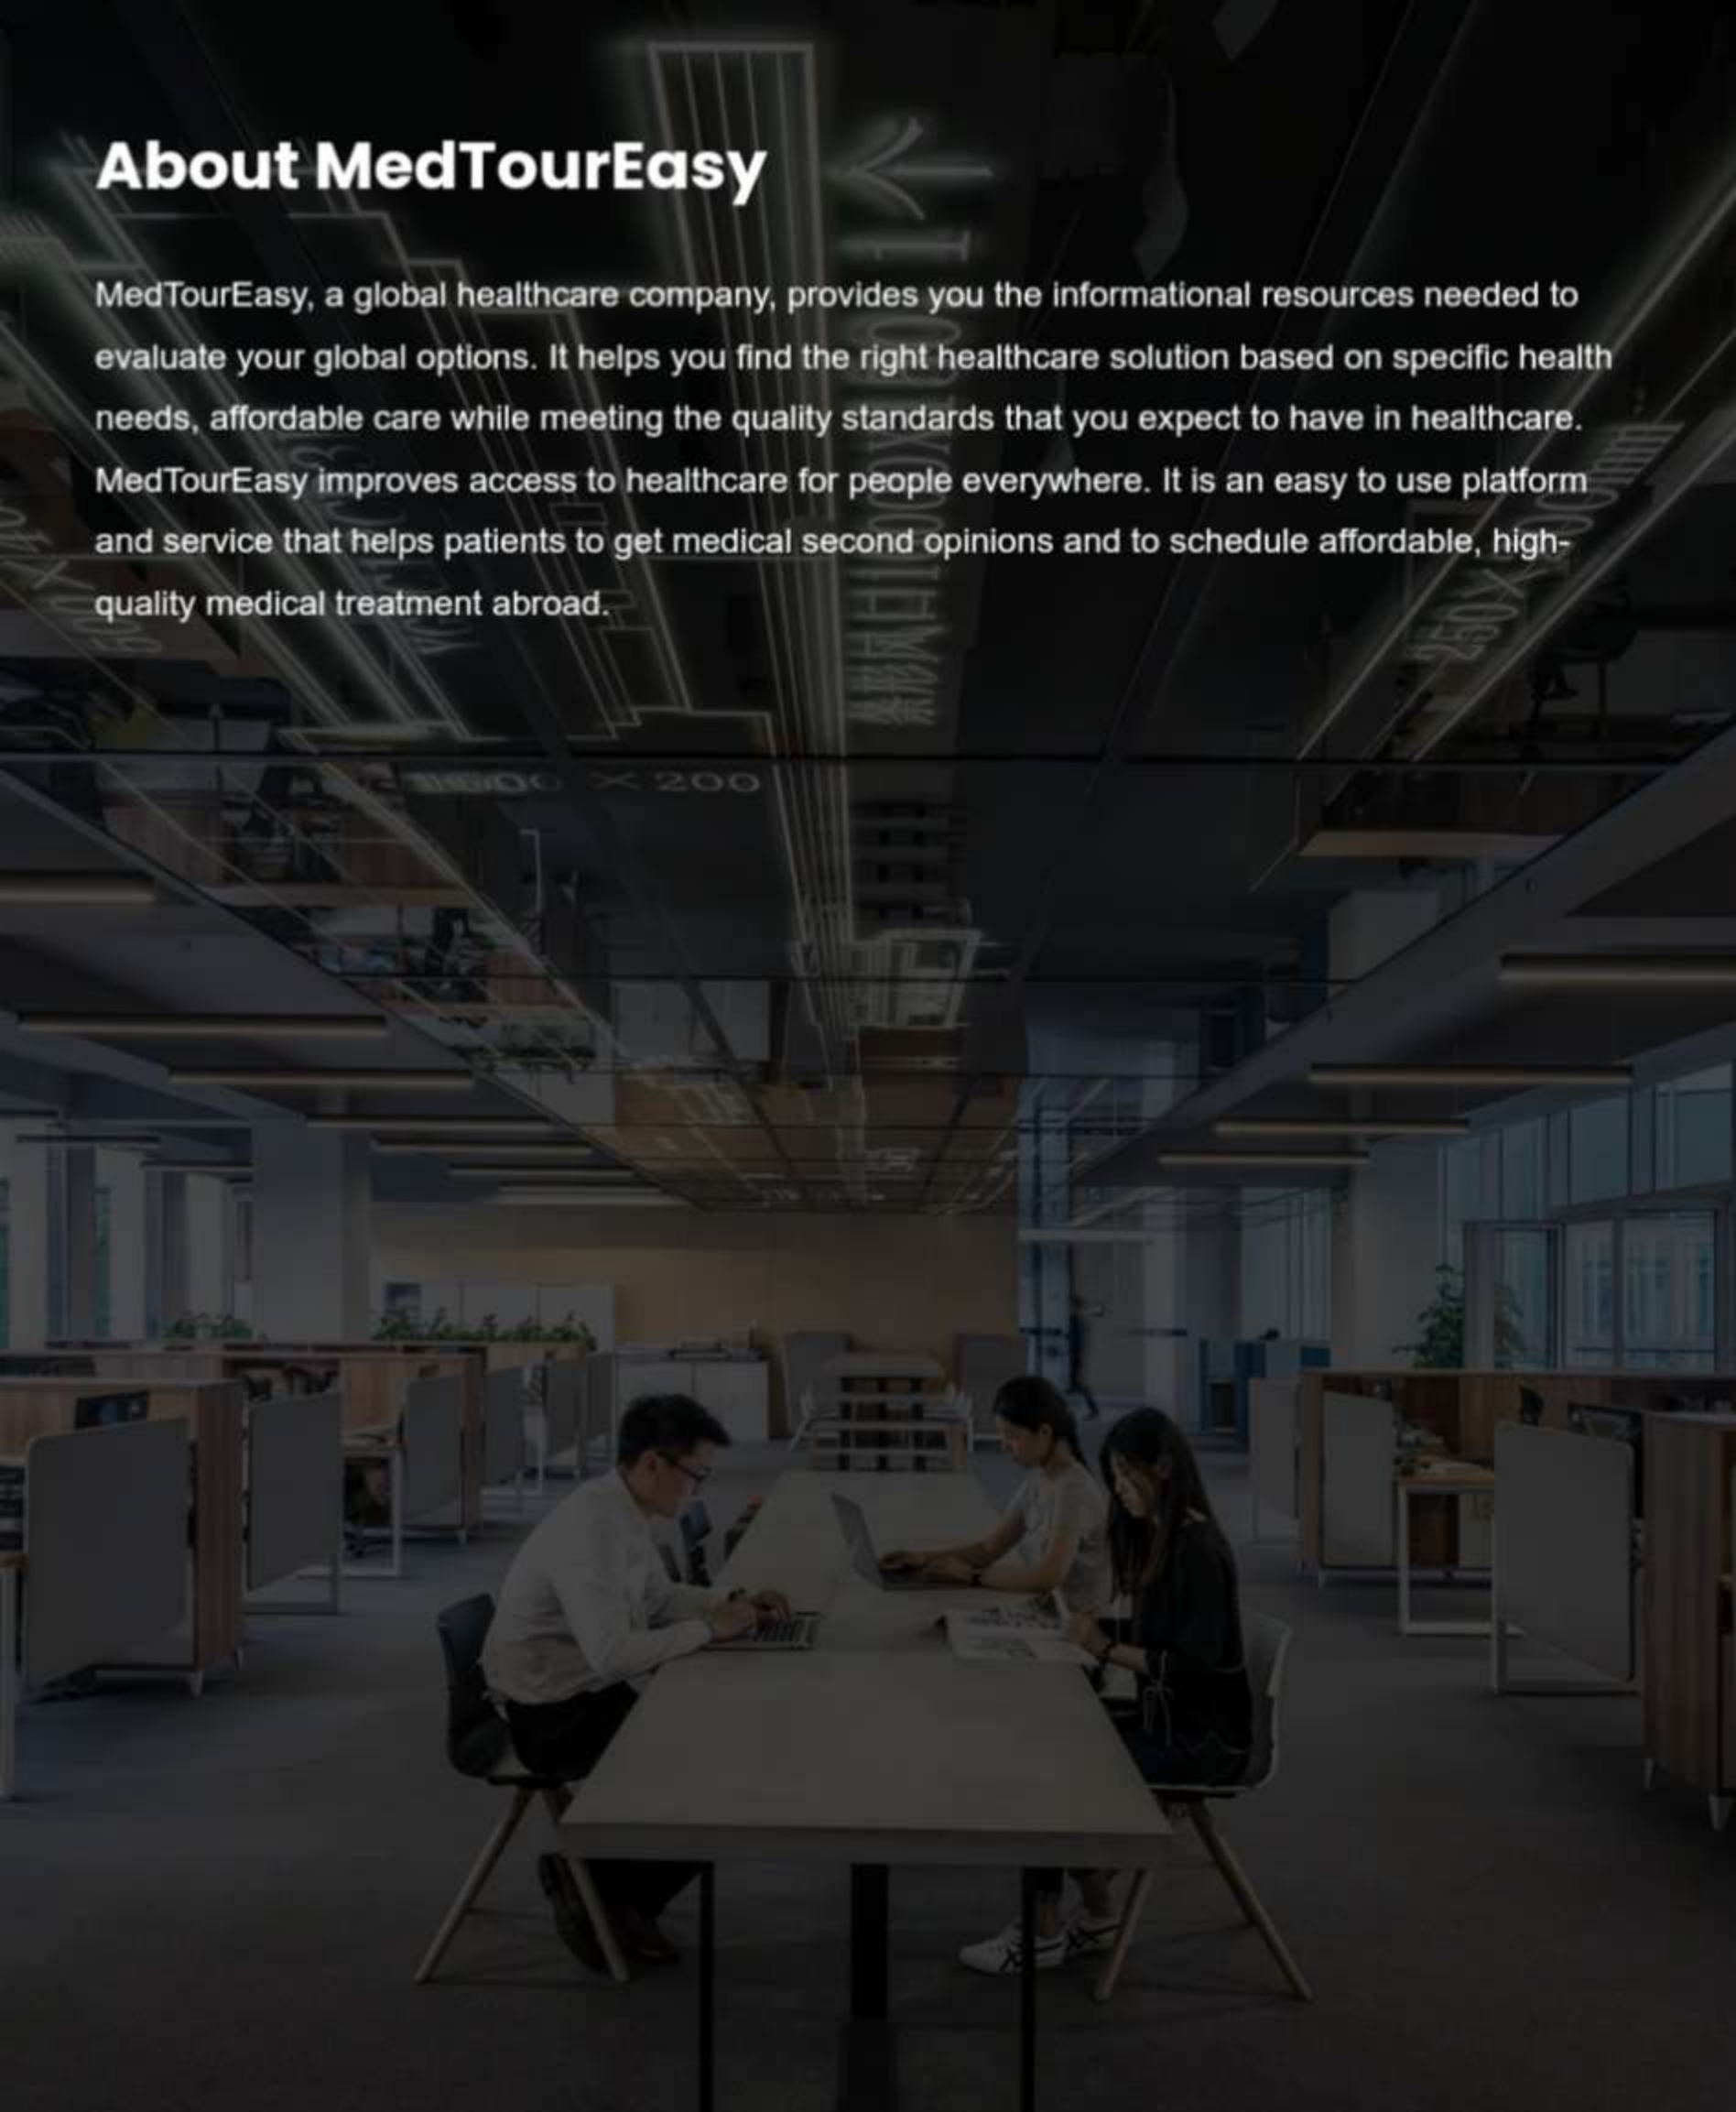 About MedTourEasy
MedTourEasy, a global healthcare company, provides you the informational resources needed to
evaluate your global options. It helps you find the right healthcare solution based on specific health
needs, affordable care while meeting the quality standards that you expect to have in healthcare.
MedTourEasy improves access to healthcare for people everywhere. It is an easy to use platform
and service that helps patients to get medical second opinions and to schedule affordable, high-
quality medical treatment abroad.
X 200